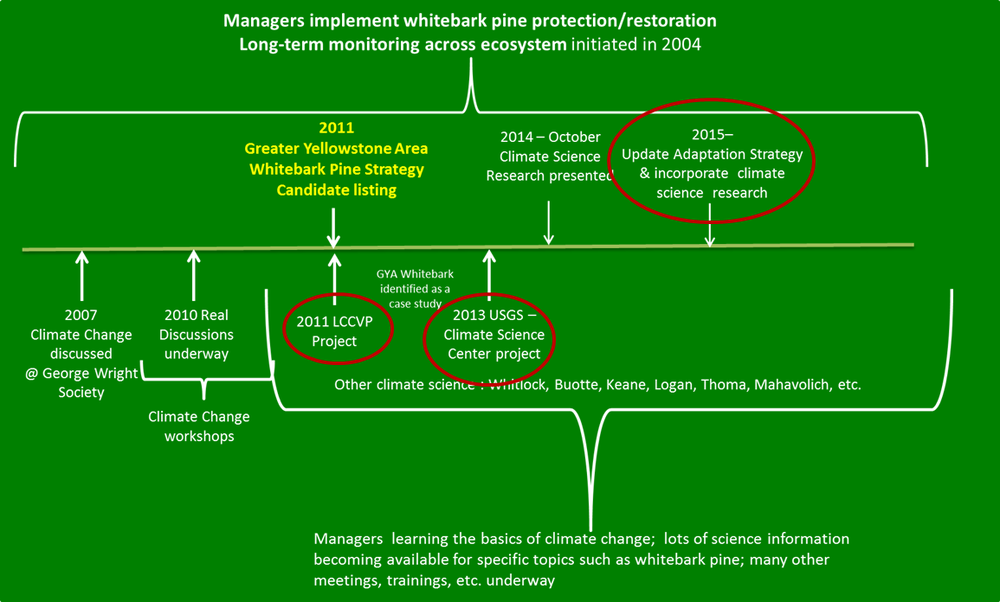 Managers implement whitebark pine protection/restoration
Long-term monitoring across ecosystem initiated in 2004
2011
Greater Yellowstone Area
Whitebark Pine Strategy
Candidate listing
2014 – October
Climate Science
Research presented
2015–
Update Adaptation Strategy
& incorporate climate
science research
2007
Climate Change
discussed
@ George Wright
Society
2010 Real
Discussions
underway
Climate Change
workshops
2011 LCCVP
Project
GYA Whitebark
identified as a
case study
2013 USGS –
Climate Science
Center project
Other climate science : Whitlock, Buotte, Keane, Logan, Thoma, Mahavolich, etc.
Managers learning the basics of climate change; lots of science information
becoming available for specific topics such as whitebark pine; many other
meetings, trainings, etc. underway